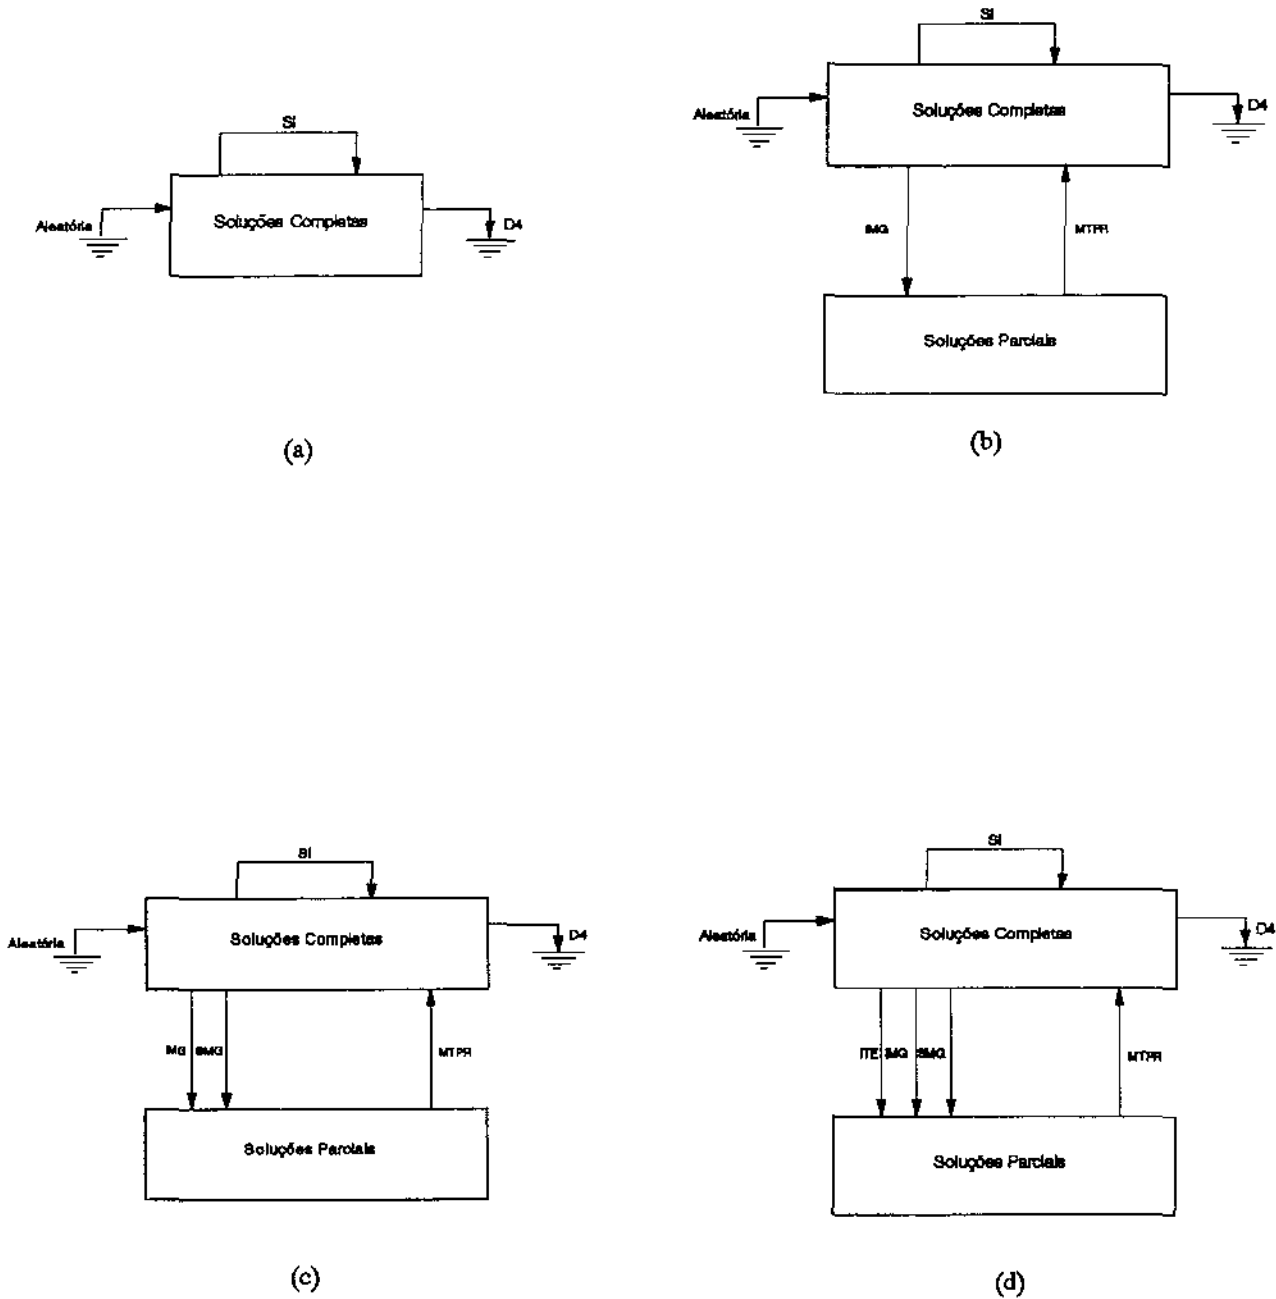 SI
Aleatória
Soluções Completas
D4
(a)
SI
Aleatória
Soluções Completas
D4
IMG
MTPR
Soluções Parciais
(b)
SI
Aleatória
Soluções Completas
D4
IMG SMG
MTPR
Soluções Parciais
(c)
SI
Aleatória
Soluções Completas
D4
ITE IMG SMG
MTPR
Soluções Parciais
(d)